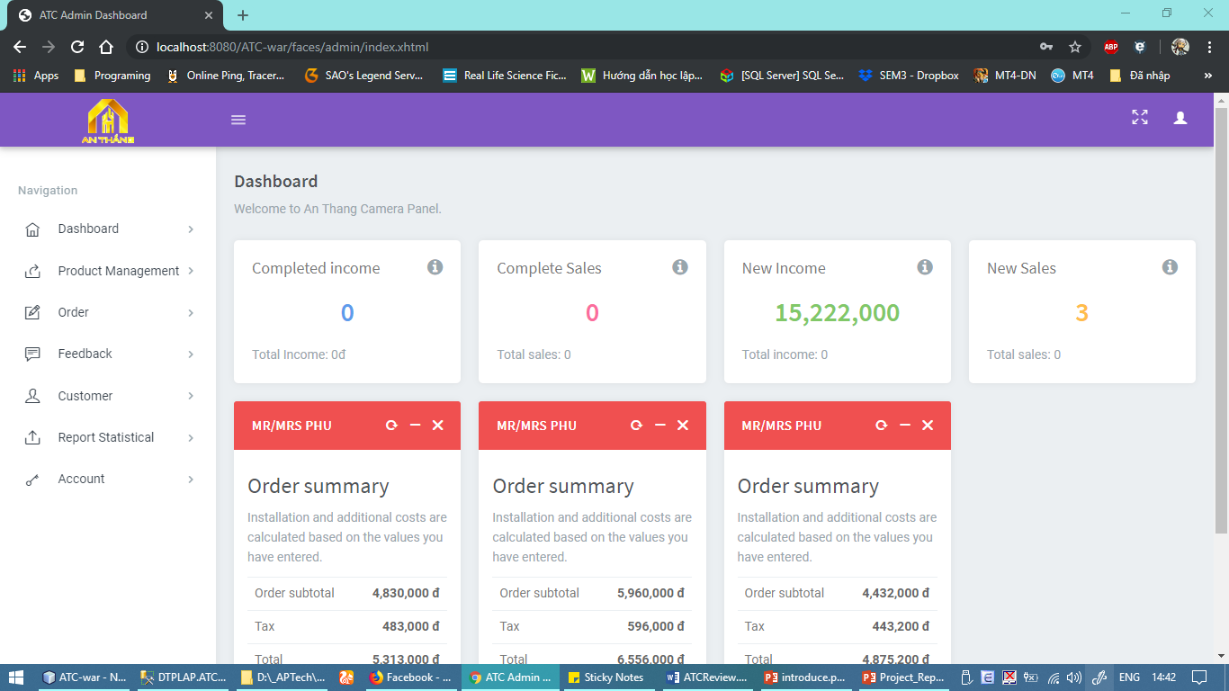 ATC Admin Dashboard
localhost:8080/ATC-war/faces/admin/index.xhtml
ABP
Apps Programing Online Ping, Tracer... SAO's Legend Serv... Real Life Science Fic... Hướng dẫn học lập... [SQL Server] SQL Se... SEM3 - Dropbox MT4-DN MT4 Đã nhập »
AN THẮNG
Navigation
Dashboard
Product Management
Order
Feedback
Customer
Report Statistical
Account
Dashboard
Welcome to An Thang Camera Panel.
Completed income
0
Total Income: 0đ
Complete Sales
0
Total sales: 0
New Income
15,222,000
Total income: 0
New Sales
3
Total sales: 0
MR/MRS PHU
Order summary
Installation and additional costs are
calculated based on the values you
have entered.
Order subtotal 4,830,000 đ
Tax 483,000 đ
Total 5,313,000 đ
MR/MRS PHU
Order summary
Installation and additional costs are
calculated based on the values you
have entered.
Order subtotal 5,960,000 đ
Tax 596,000 đ
Total 6,556,000 đ
MR/MRS PHU
Order summary
Installation and additional costs are
calculated based on the values you
have entered.
Order subtotal 4,432,000 đ
Tax 443,200 đ
Total 4,875,200 đ
ATC-war - N... DTPLAP.ATC... D:\_APTech\... Facebook - ... ATC Admin ... Sticky Notes ATCReview.... introduce.p... Project_Rep... ENG 14:42